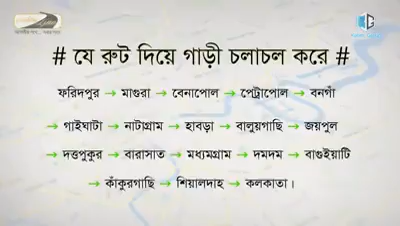 # যে রুট দিয়ে গাড়ী চলাচল করে #
ফরিদপুর → মাগুরা → বেনাপোল → পেট্রাপোল → বনগাঁ
→ গাইঘাটা → নাটাগ্রাম → হাবড়া → বালুয়গাছি → জয়পুল
→ দত্তপুকুর → বারাসাত → মধ্যমগ্রাম → দমদম → বাগুইয়াটি
→ কাঁকুরগাছি → শিয়ালদাহ → কলকাতা।